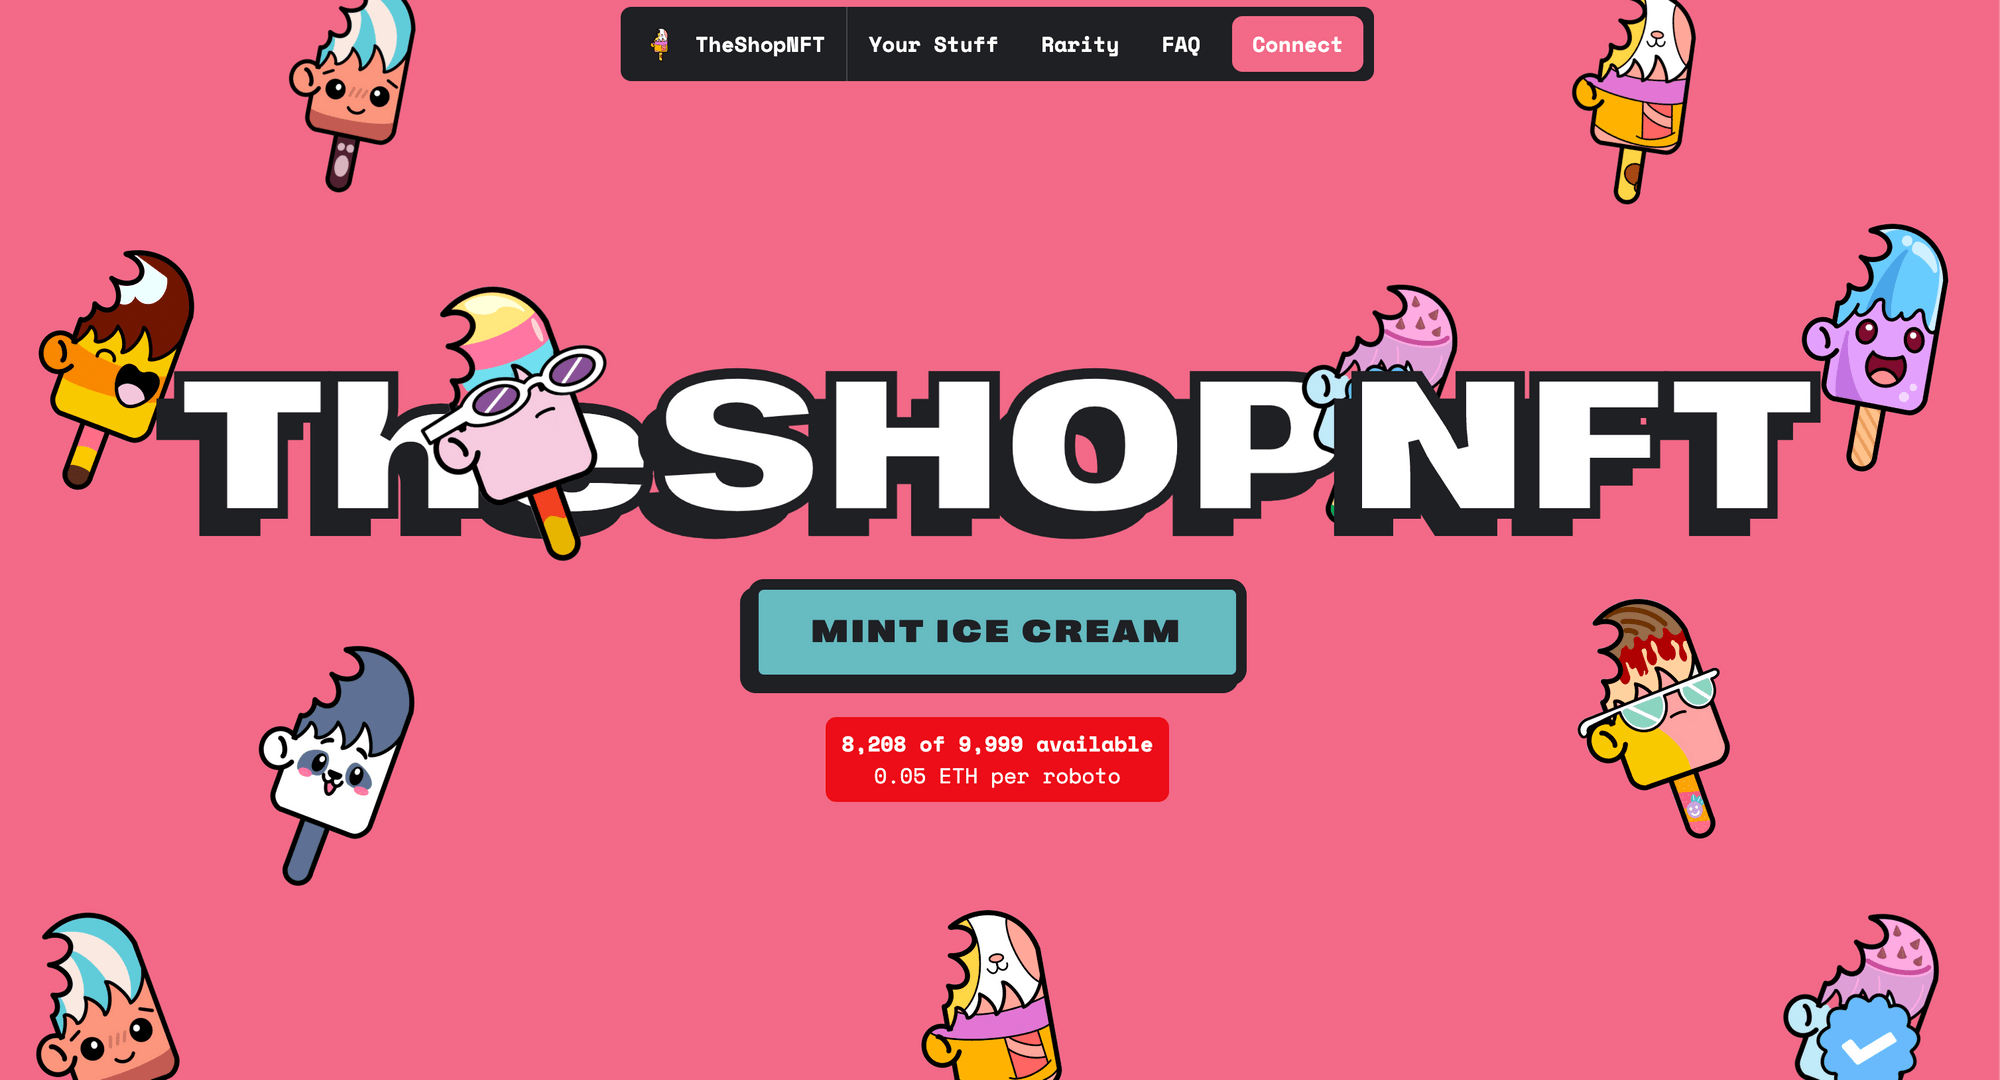 TheShopNFT Your Stuff Rarity FAQ Connect
TheSHOPNFT
MINT ICE CREAM
8,208 of 9,999 available
0.05 ETH per roboto